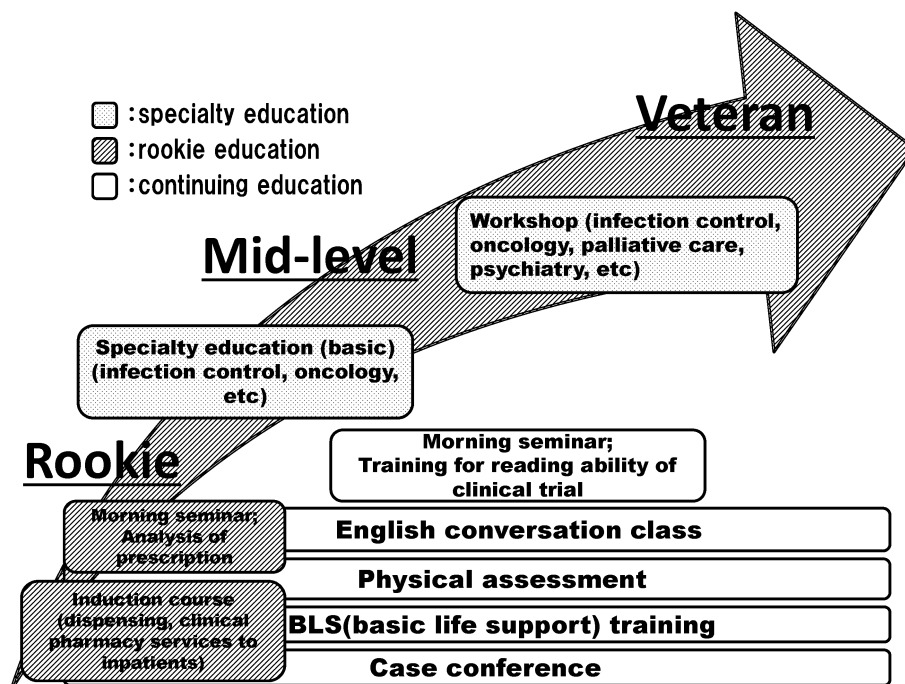 Veteran
:specialty education
:rookie education
:continuing education
Workshop (infection control,
oncology, palliative care,
psychiatry, etc)
Mid-level
Specialty education (basic)
(infection control, oncology,
etc)
Rookie
Morning seminar;
Training for reading ability of
clinical trial
Morning seminar;
Analysis of
prescription
English conversation class
Physical assessment
Induction course
(dispensing, clinical
pharmacy services to
inpatients)
BLS(basic life support) training
Case conference